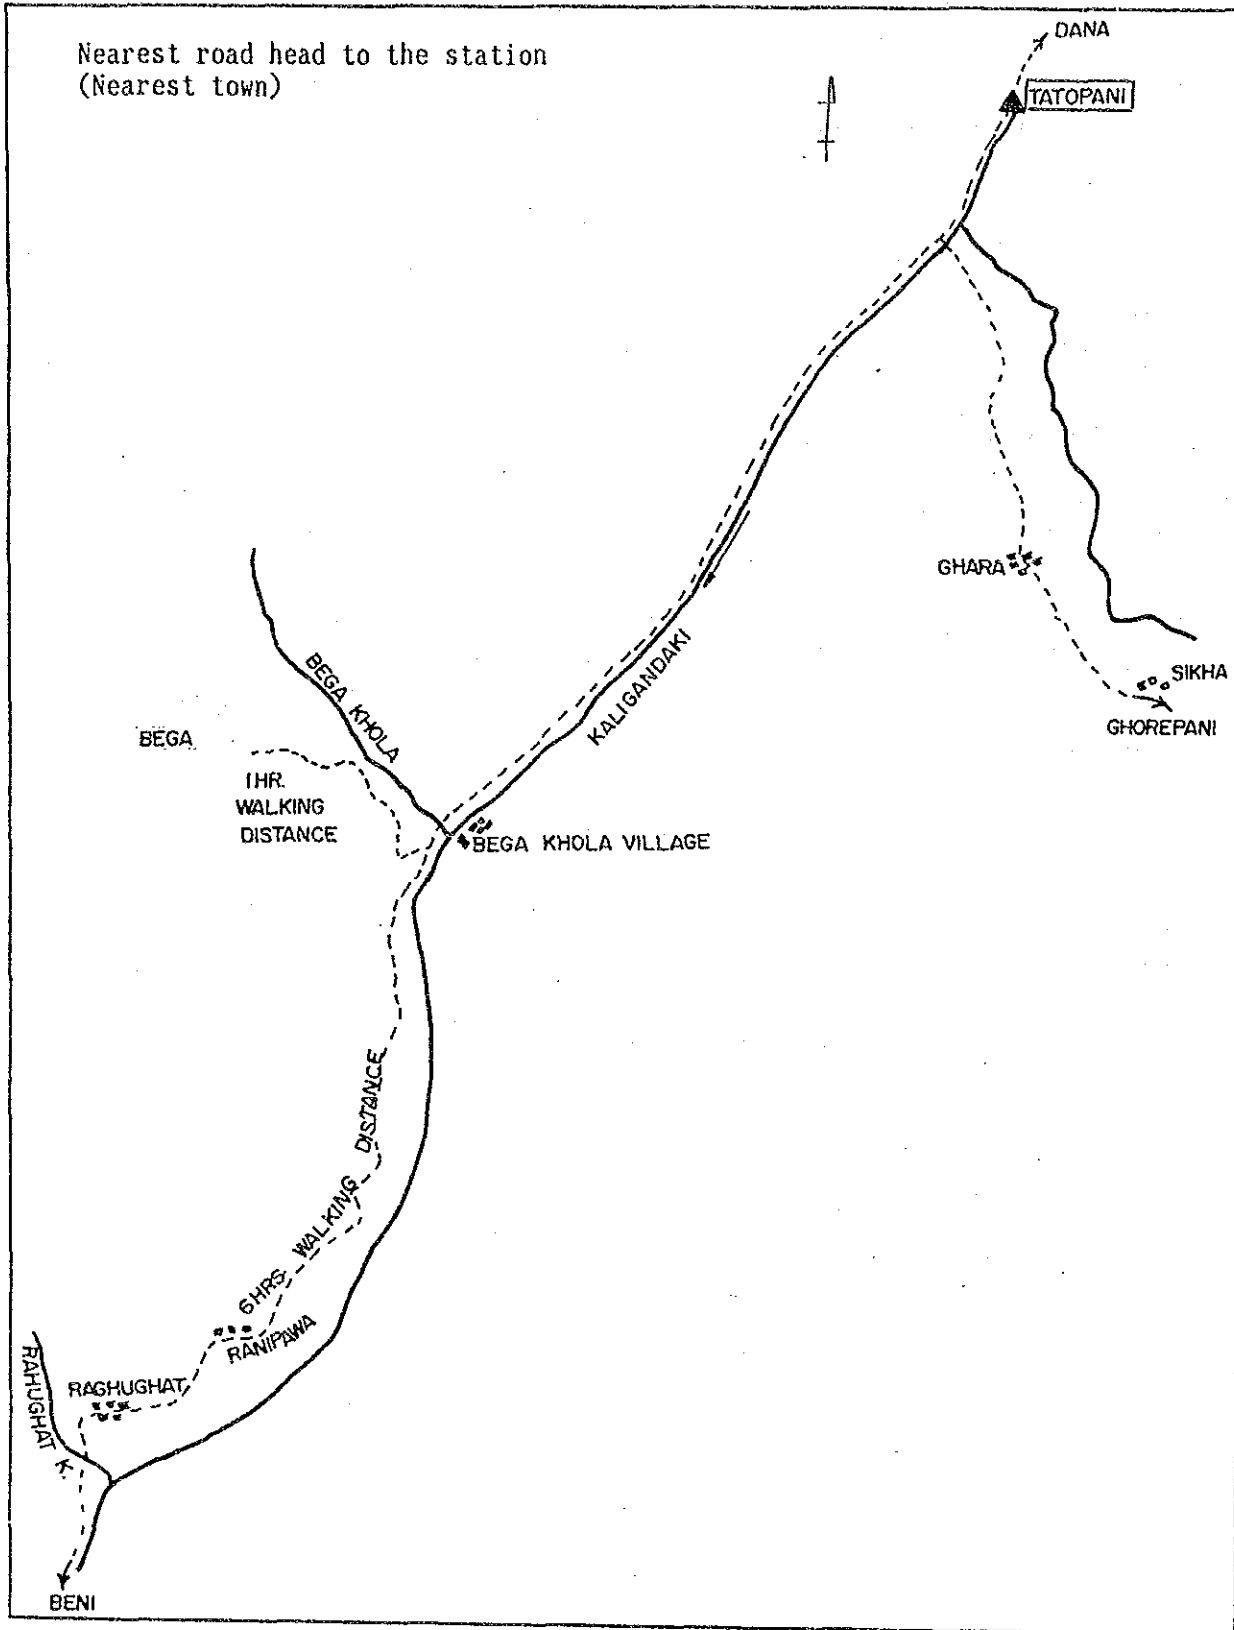 Nearest road head to the station
(Nearest town)
DANA
TATOPANI
GHARA
SIKHA
GHOREPANI
BEGA KHOLA
KALIGANDAKI
BEGA
1HR.
WALKING
DISTANCE
BEGA KHOLA VILLAGE
6HRS WALKING DISTANCE
RANIPAWA
RAGHUGHAT
RAHUGHAT K.
BENI